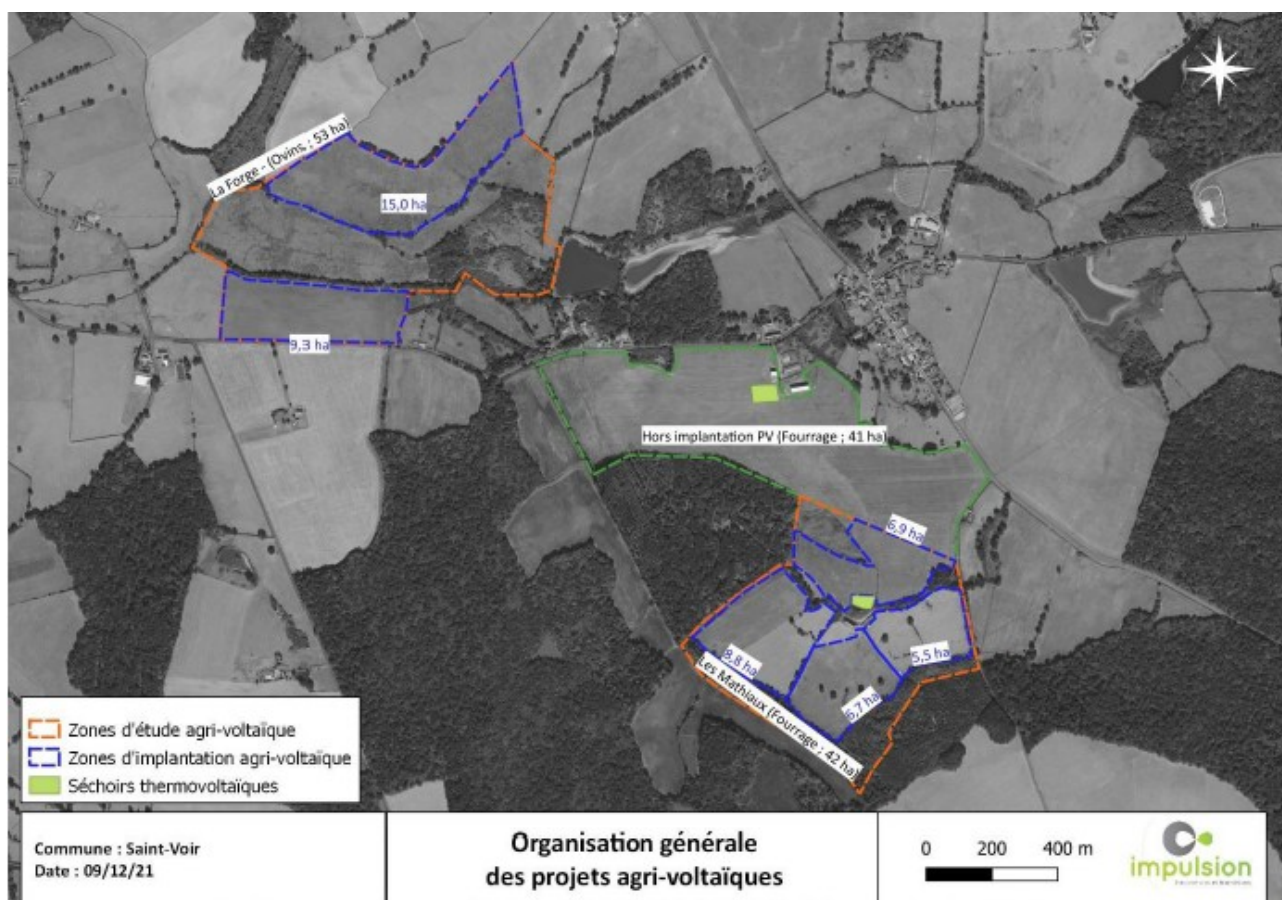 La Forge - (Ovins, ; 53 ha)
15,0 ha
9,3 ha
Hors implantation PV (Fourrage ; 41 ha)
6,9 ha
8,8 ha
5,5 ha
6,7 ha
Les Mathiaux (Fourrage ; 42 ha)
Zones d'étude agri-voltaïque
Zones d'implantation agri-voltaïque
Séchoirs thermovoltaïques
Commune : Saint-Voir
Date : 09/12/21
Organisation générale
des projets agri-voltaïques
0 200 400 m
impulsion